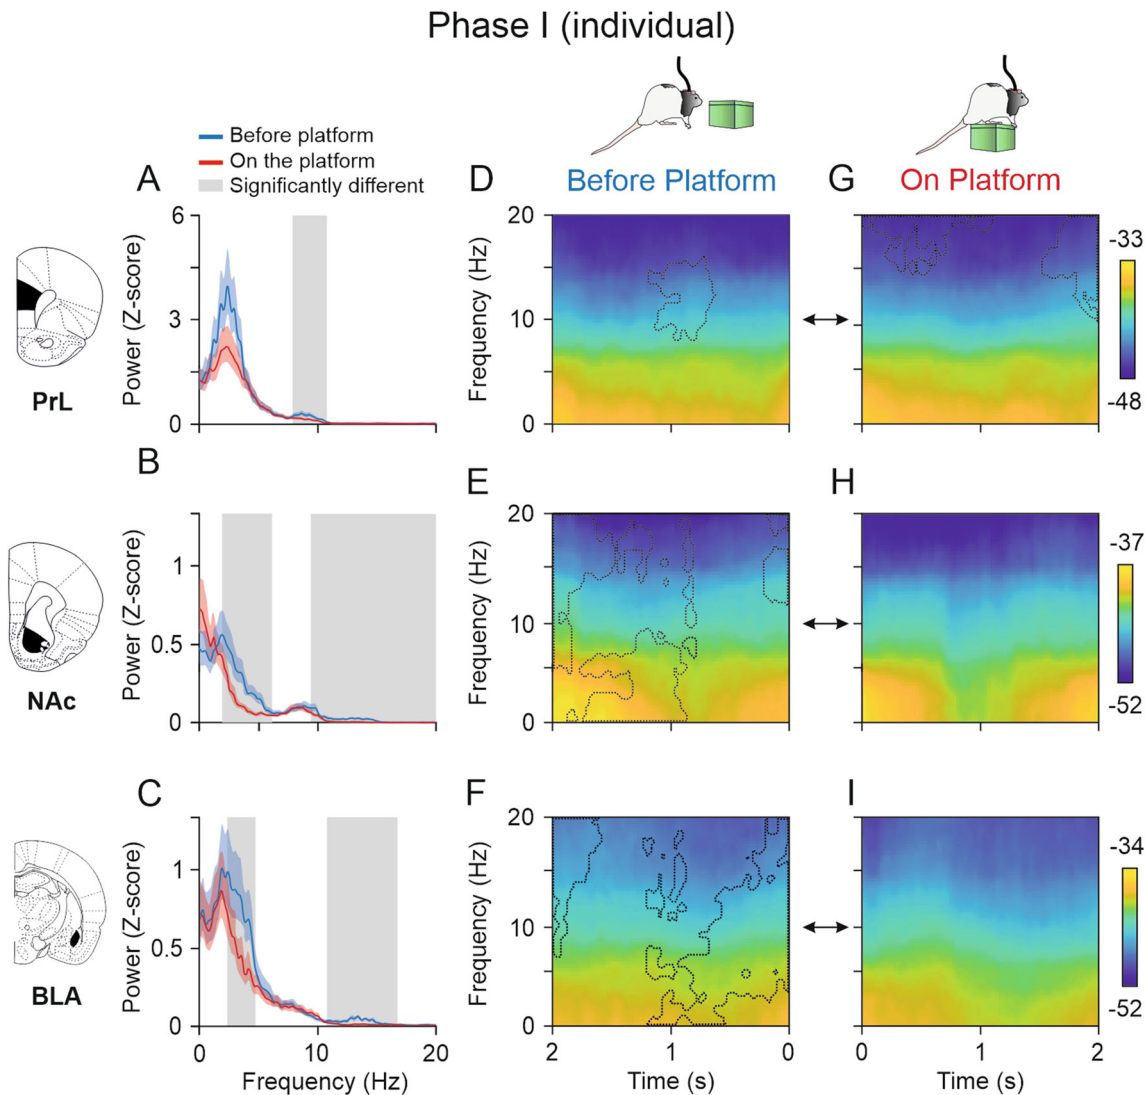 Phase I (individual)
Before platform
On the platform
Significantly different
A
D
Before Platform
G
On Platform
PrL
Power (Z-score)
6
3
0
0
10
20
Frequency (Hz)
20
10
0
-33
-48
B
E
H
NAc
Power (Z-score)
1
0.5
0
Frequency (Hz)
20
10
0
-37
-52
C
F
I
BLA
Power (Z-score)
1
0.5
0
0
10
20
Frequency (Hz)
Frequency (Hz)
20
10
0
2
1
0
Time (s)
0
1
2
Time (s)
-34
-52